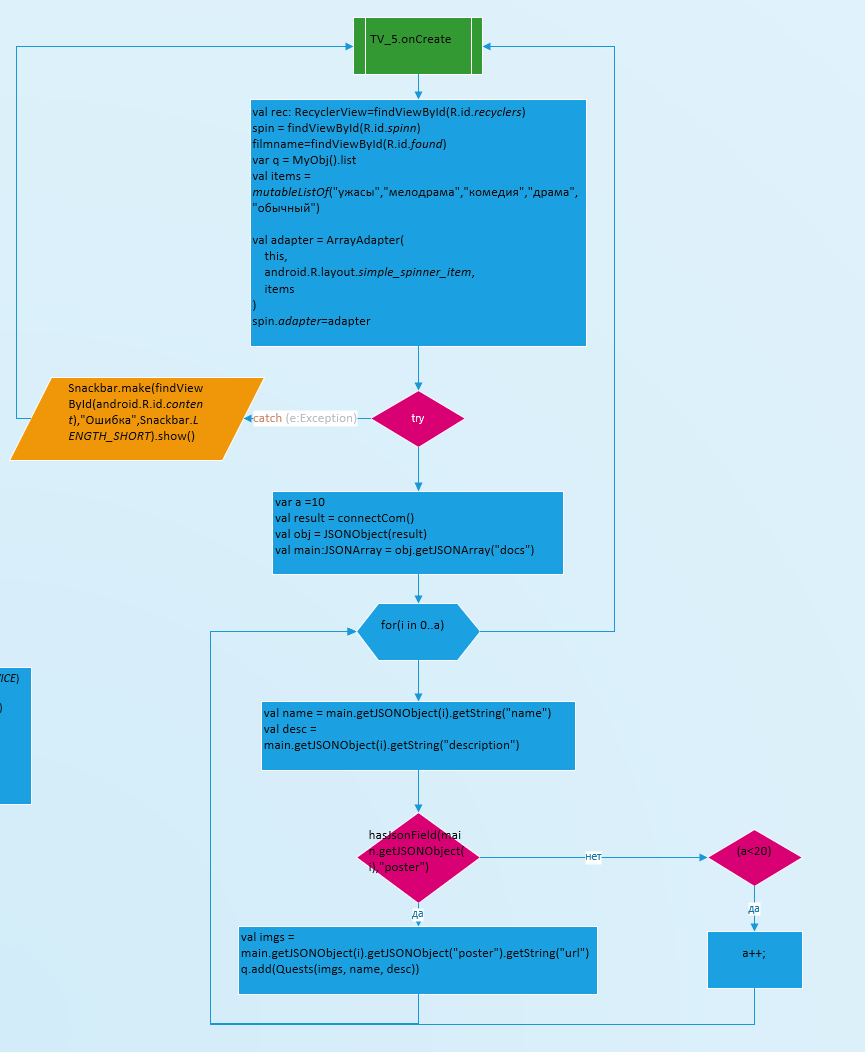 TV_5.onCreate
val rec: RecyclerView=findViewById(R.id.recyclers)
spin = findViewById(R.id.spinn)
filmname=findViewById(R.id.found)
var q = MyObj().list
val items =
mutableListOf("ужасы","мелодрама","комедия","драма",
"обычный")
val adapter = ArrayAdapter(
this,
android.R.layout.simple_spinner_item,
items
)
spin.adapter=adapter
Snackbar.make(findView
ById(android.R.id.conten
t),"Ошибка",Snackbar.L
ENGTH_SHORT).show()
catch (e:Exception)
try
var a =10
val result = connectCom()
val obj = JSONObject(result)
val main:JSONArray = obj.getJSONArray("docs")
for(i in 0..a)
VICE)
)
val name = main.getJSONObject(i).getString("name")
val desc =
main.getJSONObject(i).getString("description")
hasJsonField(mai
n.getJSONObject(
i),"poster")
нет
(a<20)
да
да
val imgs =
main.getJSONObject(i).getJSONObject("poster").getString("url")
q.add(Quests(imgs, name, desc))
a++;